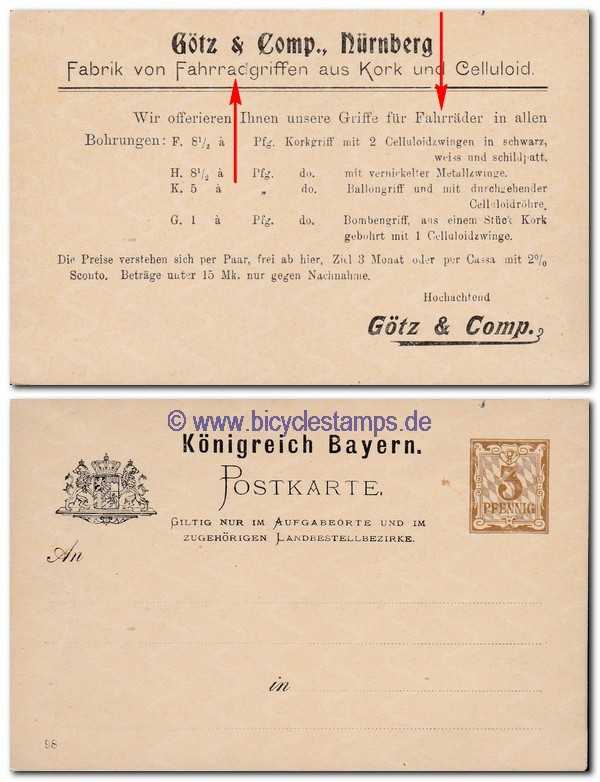 Götz & Comp., Nürnberg
Fabrik von Fahrradgriffen aus Kork und Celluloid.
Wir offerieren Ihnen unsere Griffe für Fahrräder in allen
Bohrungen: F. 8½ à Pfg. Korkgriff mit 2 Celluloidzwingen in schwarz,
weiss und schildpatt.
H. 8½ à Pfg. do. mit vernickelter Metallzwinge.
K. 5 à „ do. Ballongriff und mit durchgehender
Celluloidröhre.
G. 1 à Pfg. do. Bombengriff, aus einem Stück Kork
gebohrt mit 1 Celluloidzwinge.
Die Preise verstehen sich per Paar, frei ab hier, Ziel 3 Monat oder per Cassa mit 2%
Sconto. Beträge unter 15 Mk. nur gegen Nachnahme.
Hochachtend
Götz & Comp.
© www.bicyclestamps.de
Königreich Bayern.
POSTKARTE.
GILTIG NUR IM AUFGABEORTE UND IM
ZUGEHÖRIGEN LANDBESTELLBEZIRKE.
3
PFENNIG
An
in
98